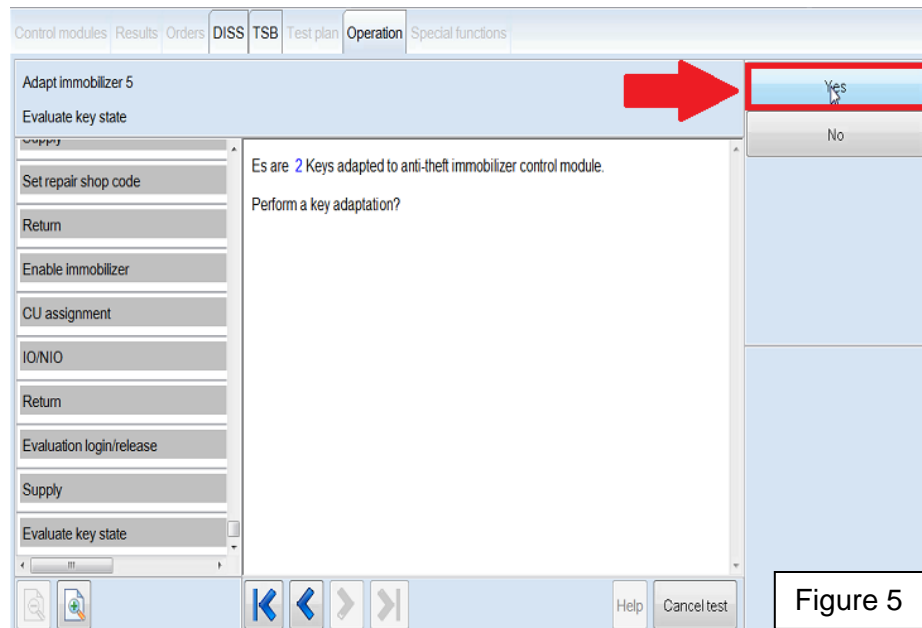 Control modules Results Orders DISS TSB Test plan Operation Special functions
Adapt immobilizer 5
Evaluate key state
Yes
No
Supply
Set repair shop code
Return
Enable immobilizer
CU assignment
IO/NIO
Return
Evaluation login/release
Supply
Evaluate key state
Es are 2 Keys adapted to anti-theft immobilizer control module.
Perform a key adaptation?
Help
Cancel test
Figure 5